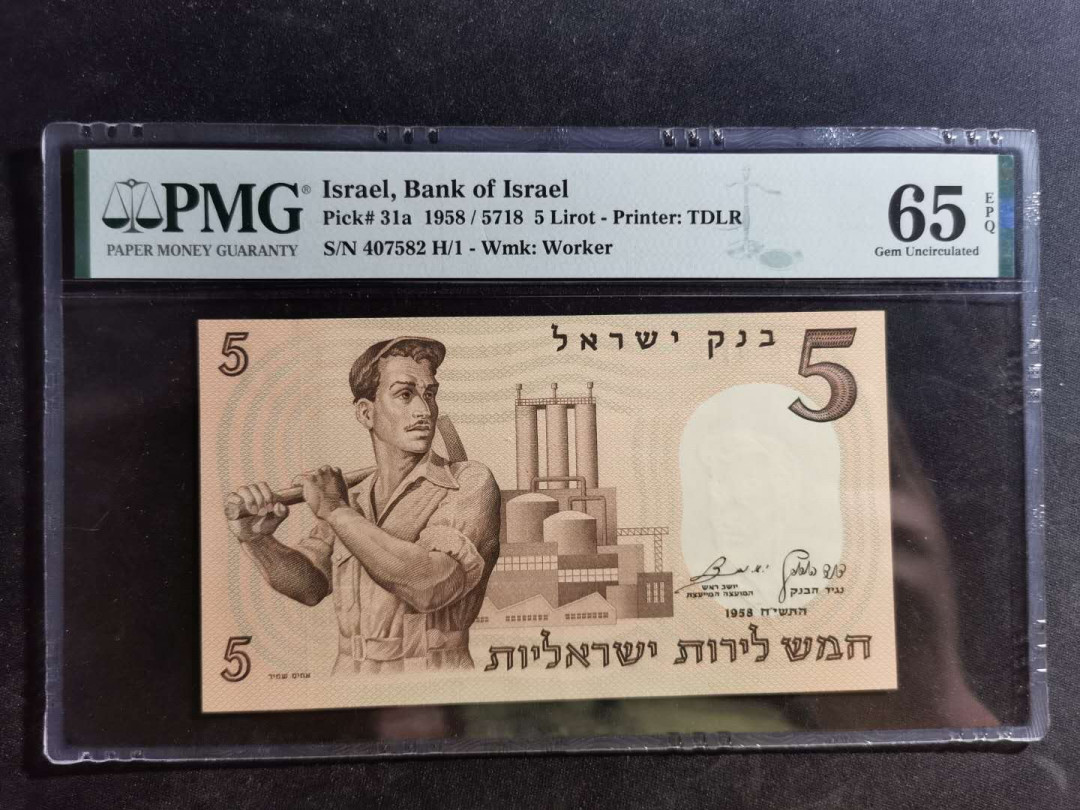 PMG®
PAPER MONEY GUARANTY
Israel, Bank of Israel
Pick# 31a 1958 / 5718 5 Lirot - Printer: TDLR
S/N 407582 H/1 - Wmk: Worker
65 EPQ
Gem Uncirculated
5
בנק ישראל
5
יושב ראש
המועצה המייעצת
נגיד הבנק
התשי"ח 1958
חמש לירות ישראליות
5